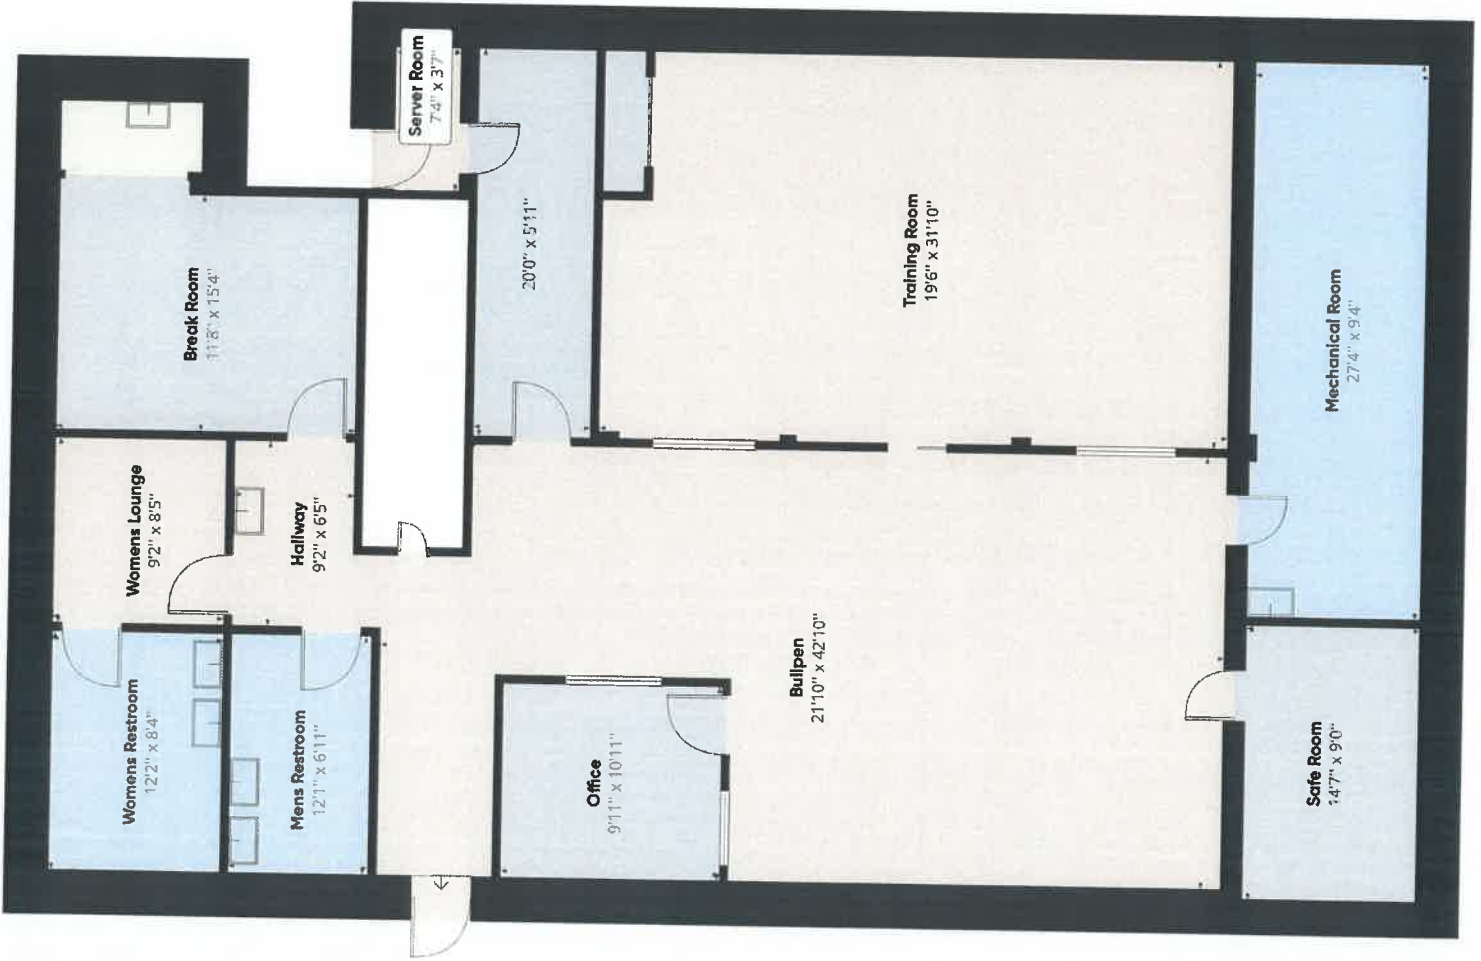 Server Room
7'4" x 3'7"
Break Room
11'8" x 15'4"
20'0" x 5'11"
Training Room
19'6" x 31'10"
Mechanical Room
27'4" x 9'4"
Womens Lounge
9'2" x 8'5"
Hallway
9'2" x 6'5"
Womens Restroom
12'2" x 8'4"
Mens Restroom
12'1" x 6'11"
Office
9'11" x 10'11"
Bullpen
21'10" x 42'10"
Safe Room
14'7" x 9'0"